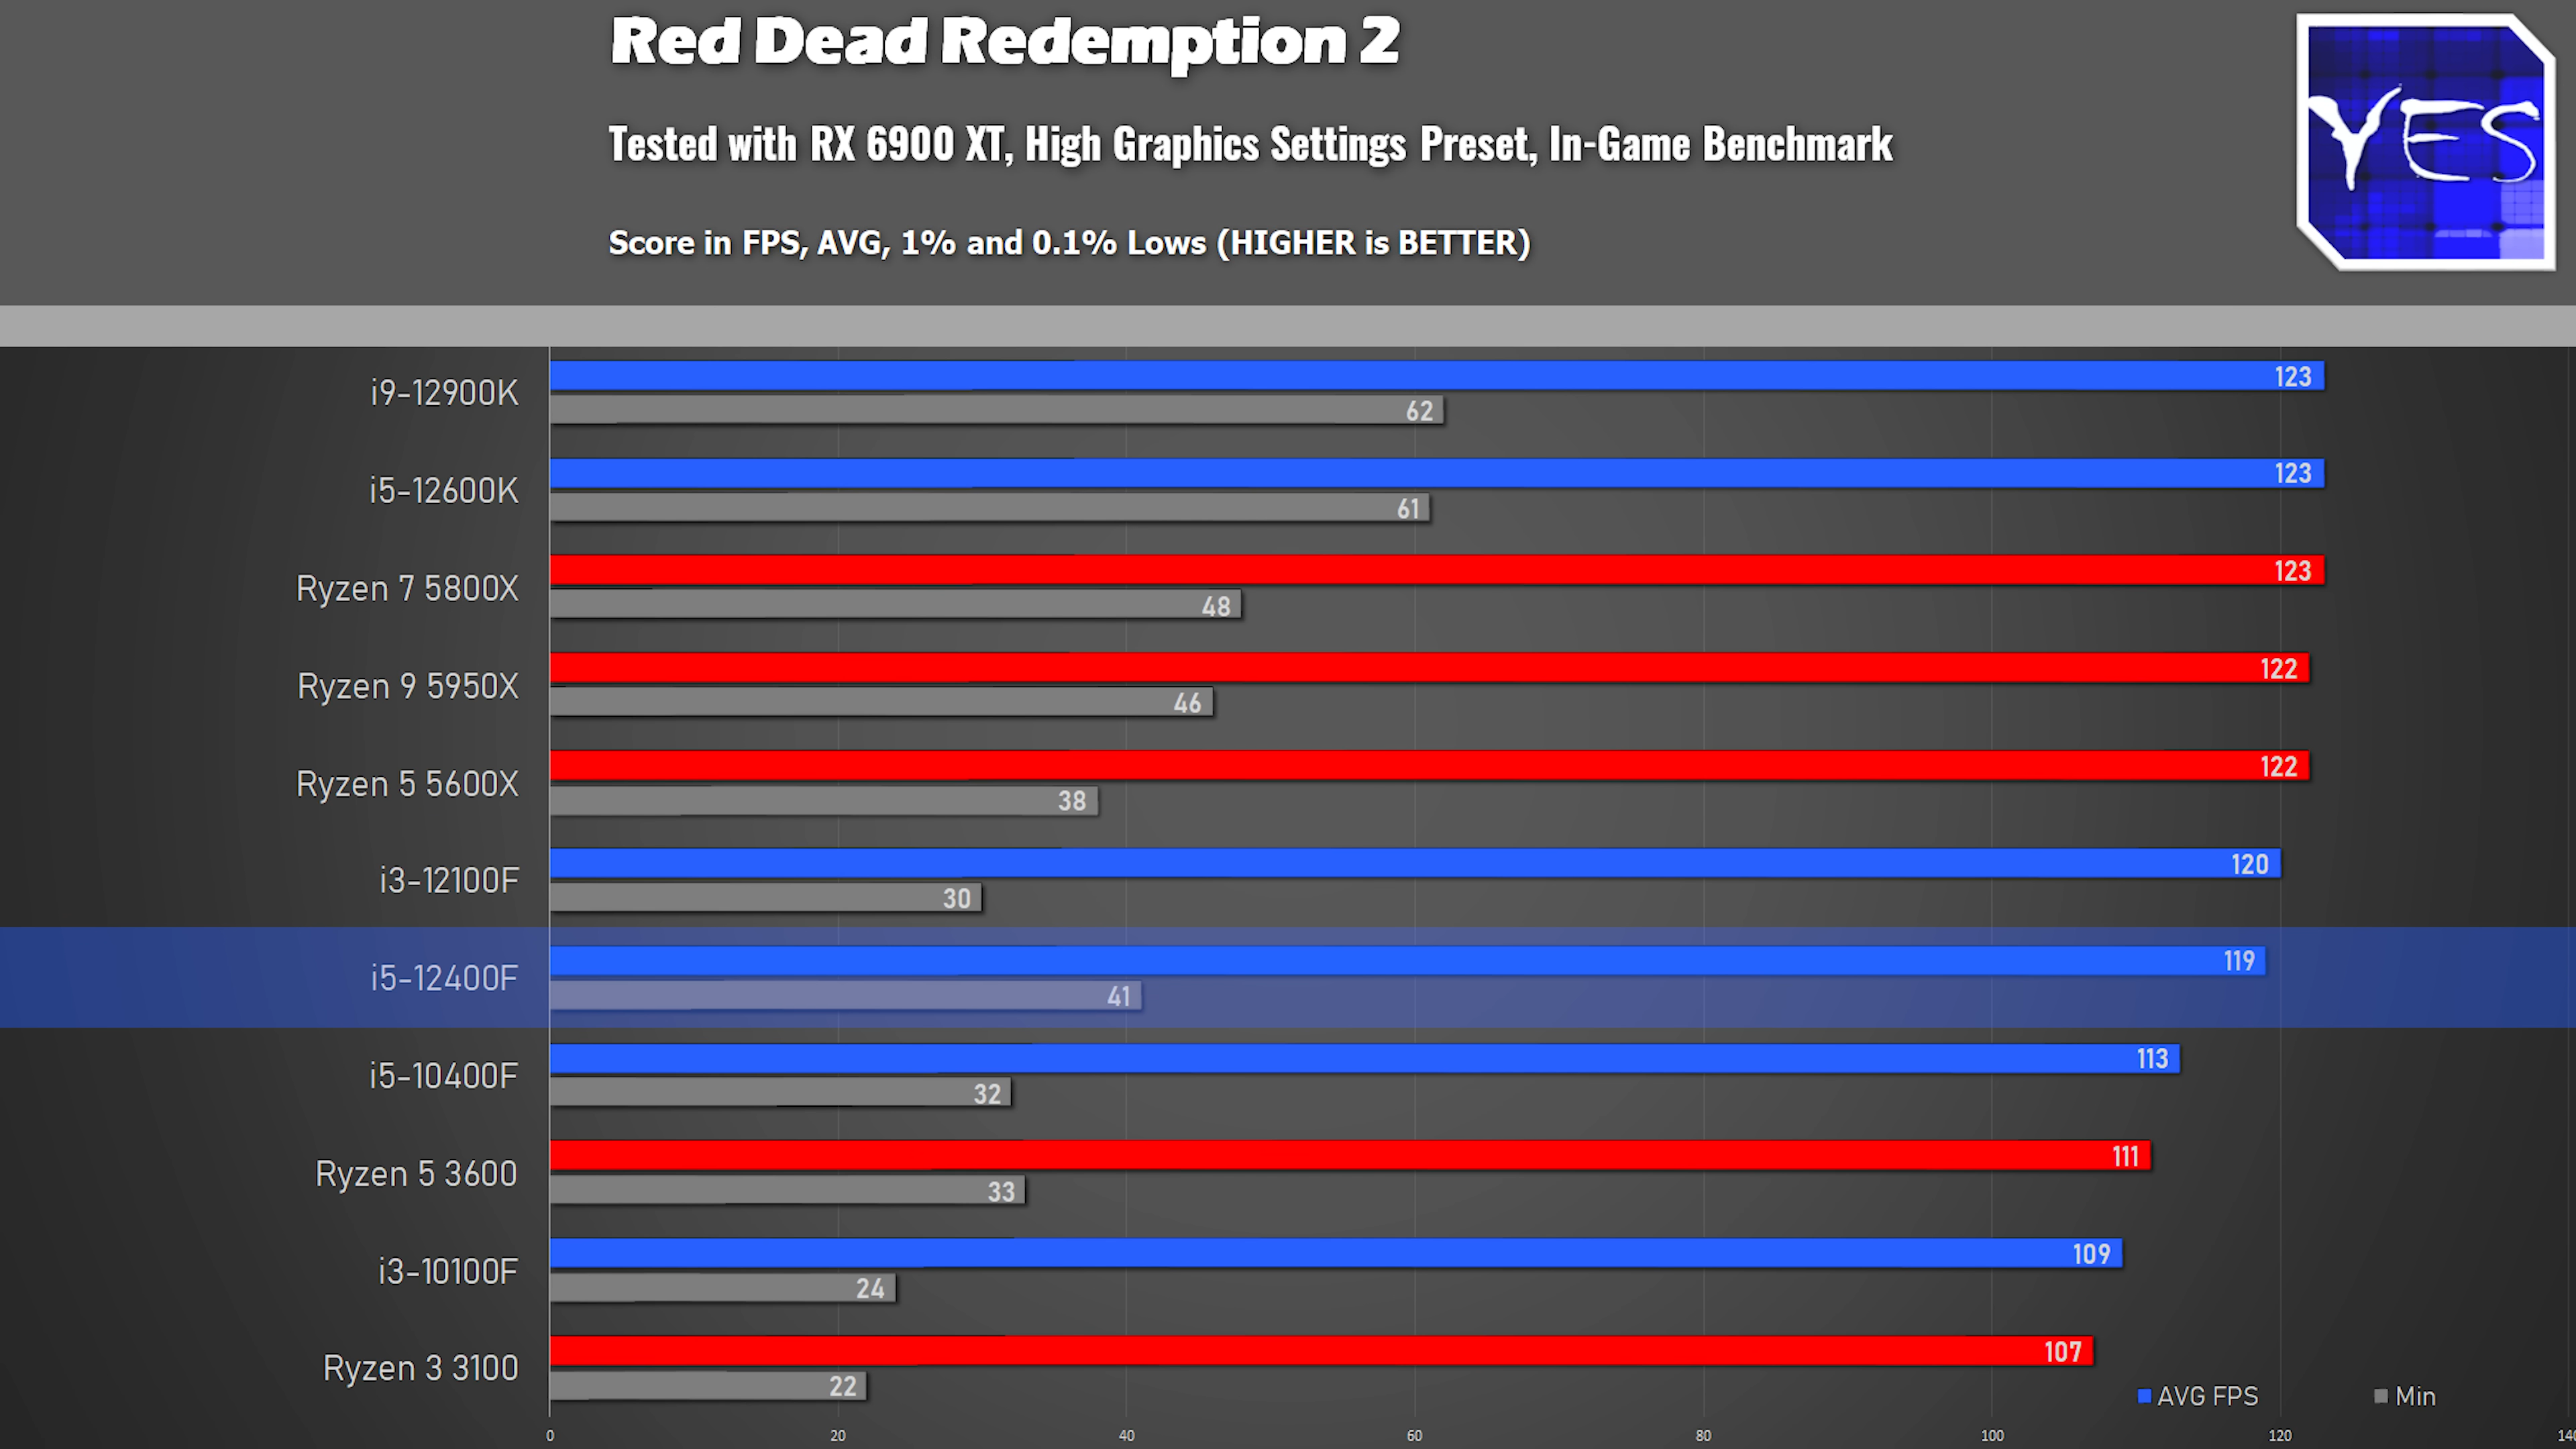 Red Dead Redemption 2
YES
Tested with RX 6900 XT, High Graphics Settings Preset, In-Game Benchmark
Score in FPS, AVG, 1% and 0.1% Lows (HIGHER is BETTER)
i9-12900K
123
62
i5-12600K
123
61
Ryzen 7 5800X
123
48
Ryzen 9 5950X
122
46
Ryzen 5 5600X
122
38
i3-12100F
120
30
i5-12400F
119
41
i5-10400F
113
32
Ryzen 5 3600
111
33
i3-10100F
109
24
Ryzen 3 3100
107
22
AVG FPS Min
0 20 40 60 80 100 120